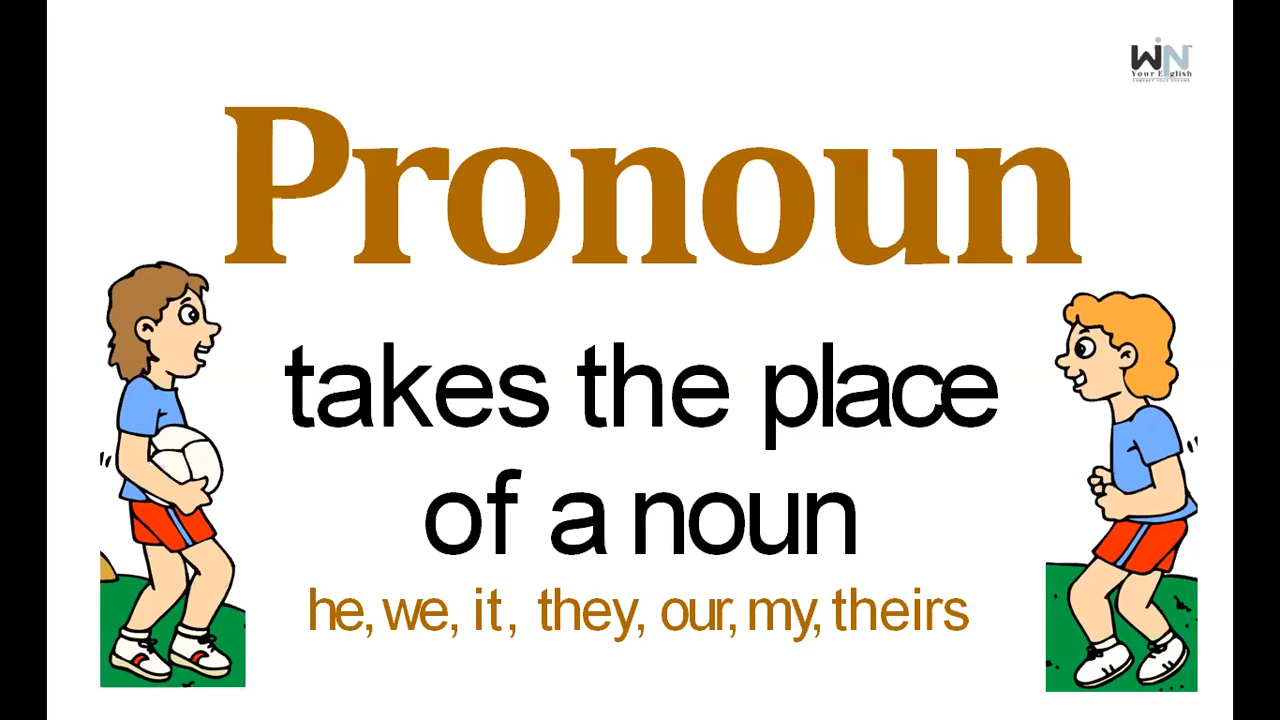 WiN
Your English
Pronoun
takes the place
of a noun
he, we, it, they, our, my, theirs